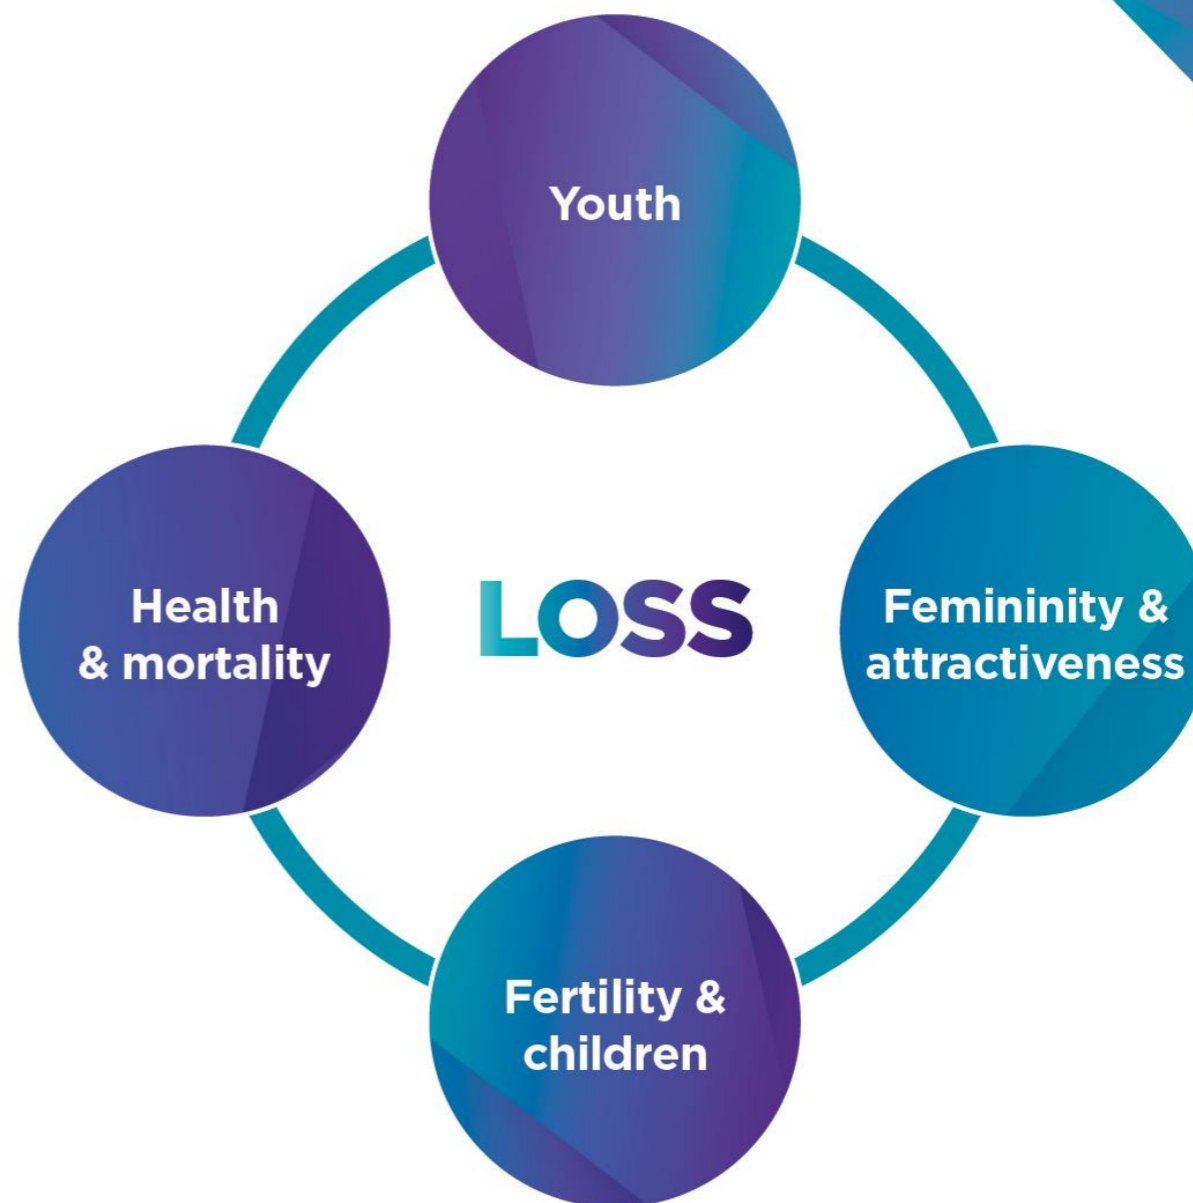 Youth
Health
& mortality
LOSS
Femininity &
attractiveness
Fertility &
children